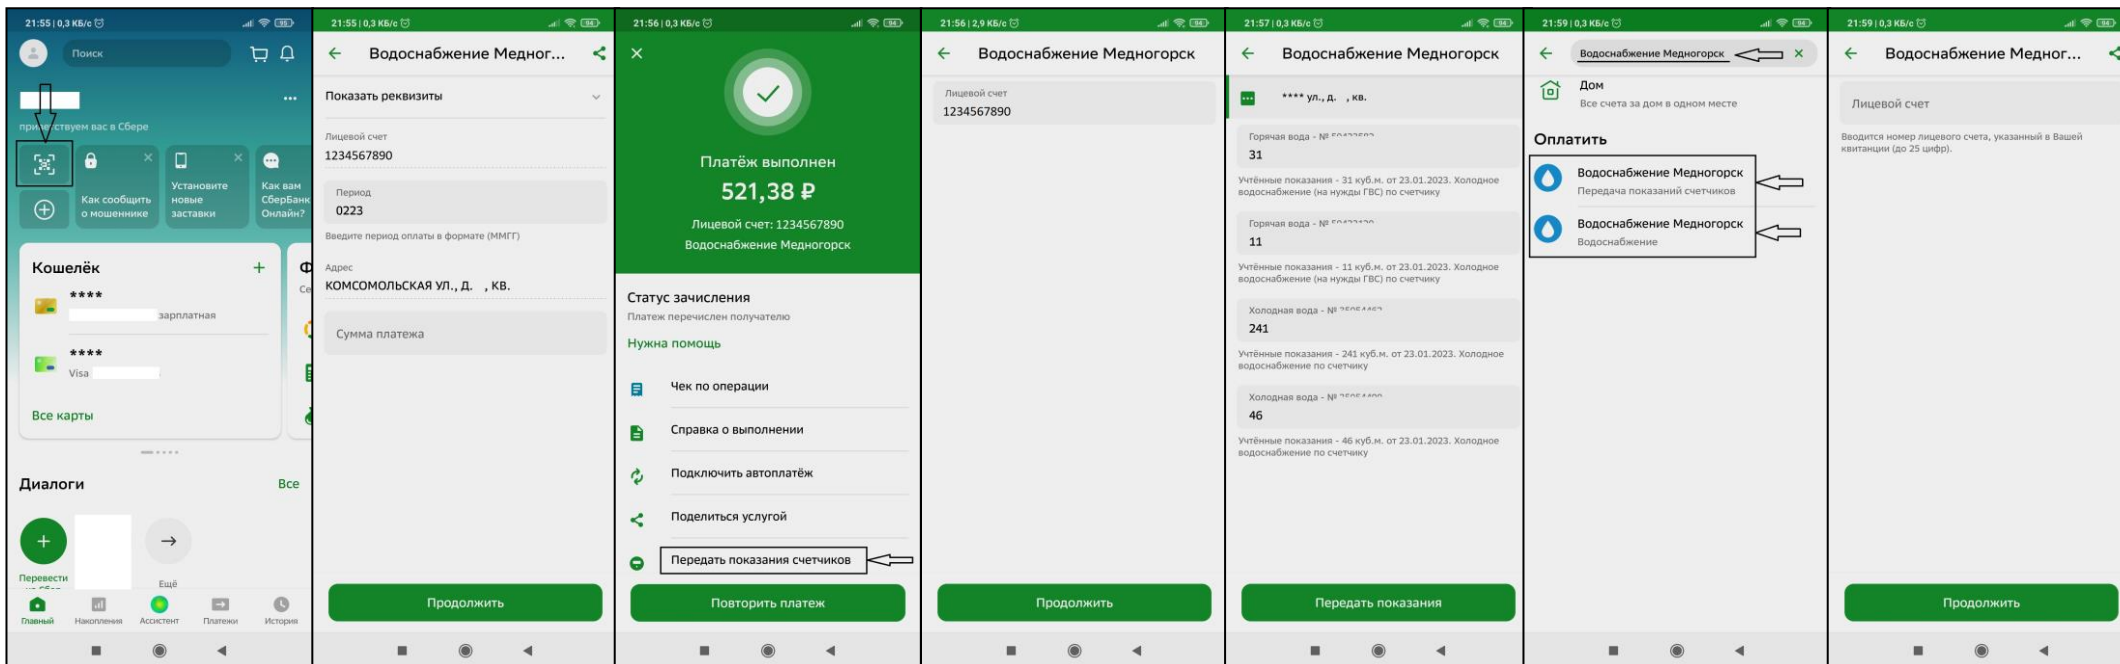 21:55 | 0,3 КБ/с
95
Поиск
приветствуем вас в Сбере
Как сообщить
о мошеннике
Установите
новые
заставки
Как вам
СберБанк
Онлайн?
Кошелёк
****
зарплатная
****
Visa
Все карты
Диалоги
Все
Перевести
Ещё
Главный
Накопления
Ассистент
Платежи
История
21:55 | 0,3 КБ/с
94
Водоснабжение Медног...
Показать реквизиты
Лицевой счет
1234567890
Период
0223
Введите период оплаты в формате (ММГГ)
Адрес
КОМСОМОЛЬСКАЯ УЛ., Д. , КВ.
Сумма платежа
Продолжить
21:56 | 0,3 КБ/с
94
Платёж выполнен
521,38 ₽
Лицевой счет: 1234567890
Водоснабжение Медногорск
Статус зачисления
Платеж перечислен получателю
Нужна помощь
Чек по операции
Справка о выполнении
Подключить автоплатёж
Поделиться услугой
Передать показания счетчиков
Повторить платеж
21:56 | 2,9 КБ/с
94
Водоснабжение Медногорск
Лицевой счет
1234567890
Продолжить
21:57 | 0,3 КБ/с
94
Водоснабжение Медногорск
**** ул., д. , кв.
Горячая вода - №
31
Учтённые показания - 31 куб.м. от 23.01.2023. Холодное
водоснабжение (на нужды ГВС) по счетчику
Горячая вода - №
11
Учтённые показания - 11 куб.м. от 23.01.2023. Холодное
водоснабжение (на нужды ГВС) по счетчику
Холодная вода - №
241
Учтённые показания - 241 куб.м. от 23.01.2023. Холодное
водоснабжение по счетчику
Холодная вода - №
46
Учтённые показания - 46 куб.м. от 23.01.2023. Холодное
водоснабжение по счетчику
Передать показания
21:59 | 0,3 КБ/с
94
Водоснабжение Медногорск
Дом
Все счета за дом в одном месте
Оплатить
Водоснабжение Медногорск
Передача показаний счетчиков
Водоснабжение Медногорск
Водоснабжение
21:59 | 0,3 КБ/с
94
Водоснабжение Медног...
Лицевой счет
Вводится номер лицевого счета, указанный в Вашей
квитанции (до 25 цифр).
Продолжить